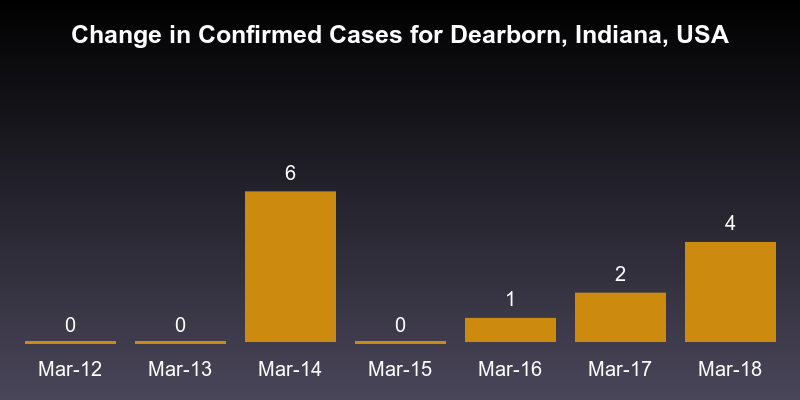 Change in Confirmed Cases for Dearborn, Indiana, USA
0 0 6 0 1 2 4
Mar-12 Mar-13 Mar-14 Mar-15 Mar-16 Mar-17 Mar-18